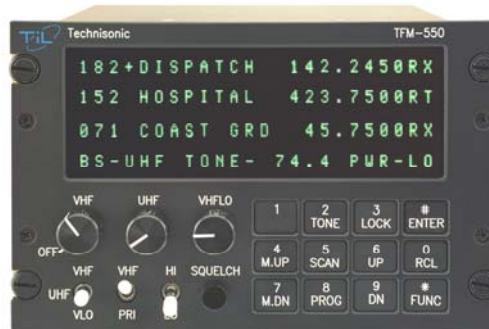 TiL Technisonic TFM-550
182+DISPATCH 142.2450RX
152 HOSPITAL 423.7500RT
071 COAST GRD 45.7500RX
BS-UHF TONE- 74.4 PWR-LO
VHF UHF VHFLO
OFF
1 2 TONE 3 LOCK # ENTER
4 M.UP 5 SCAN 6 UP 0 RCL
7 M.DN 8 PROG 9 DN * FUNC
VHF VHF HI SQUELCH
UHF
VLO PRI